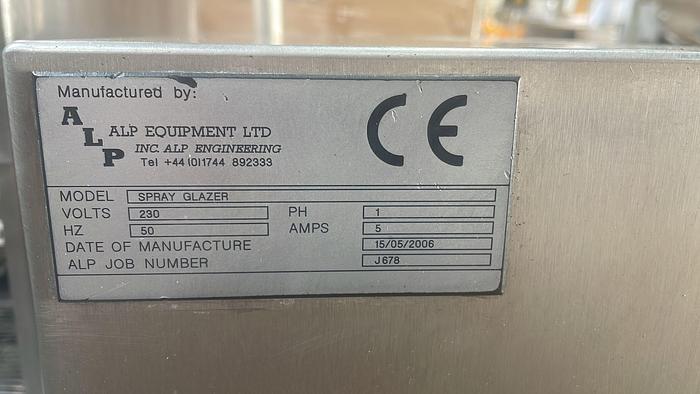 Manufactured by:
ALP
ALP EQUIPMENT LTD
INC. ALP ENGINEERING
Tel +44 (0)1744 892333
CE
MODEL SPRAY GLAZER
VOLTS 230 PH 1
HZ 50 AMPS 5
DATE OF MANUFACTURE 15/05/2006
ALP JOB NUMBER J678